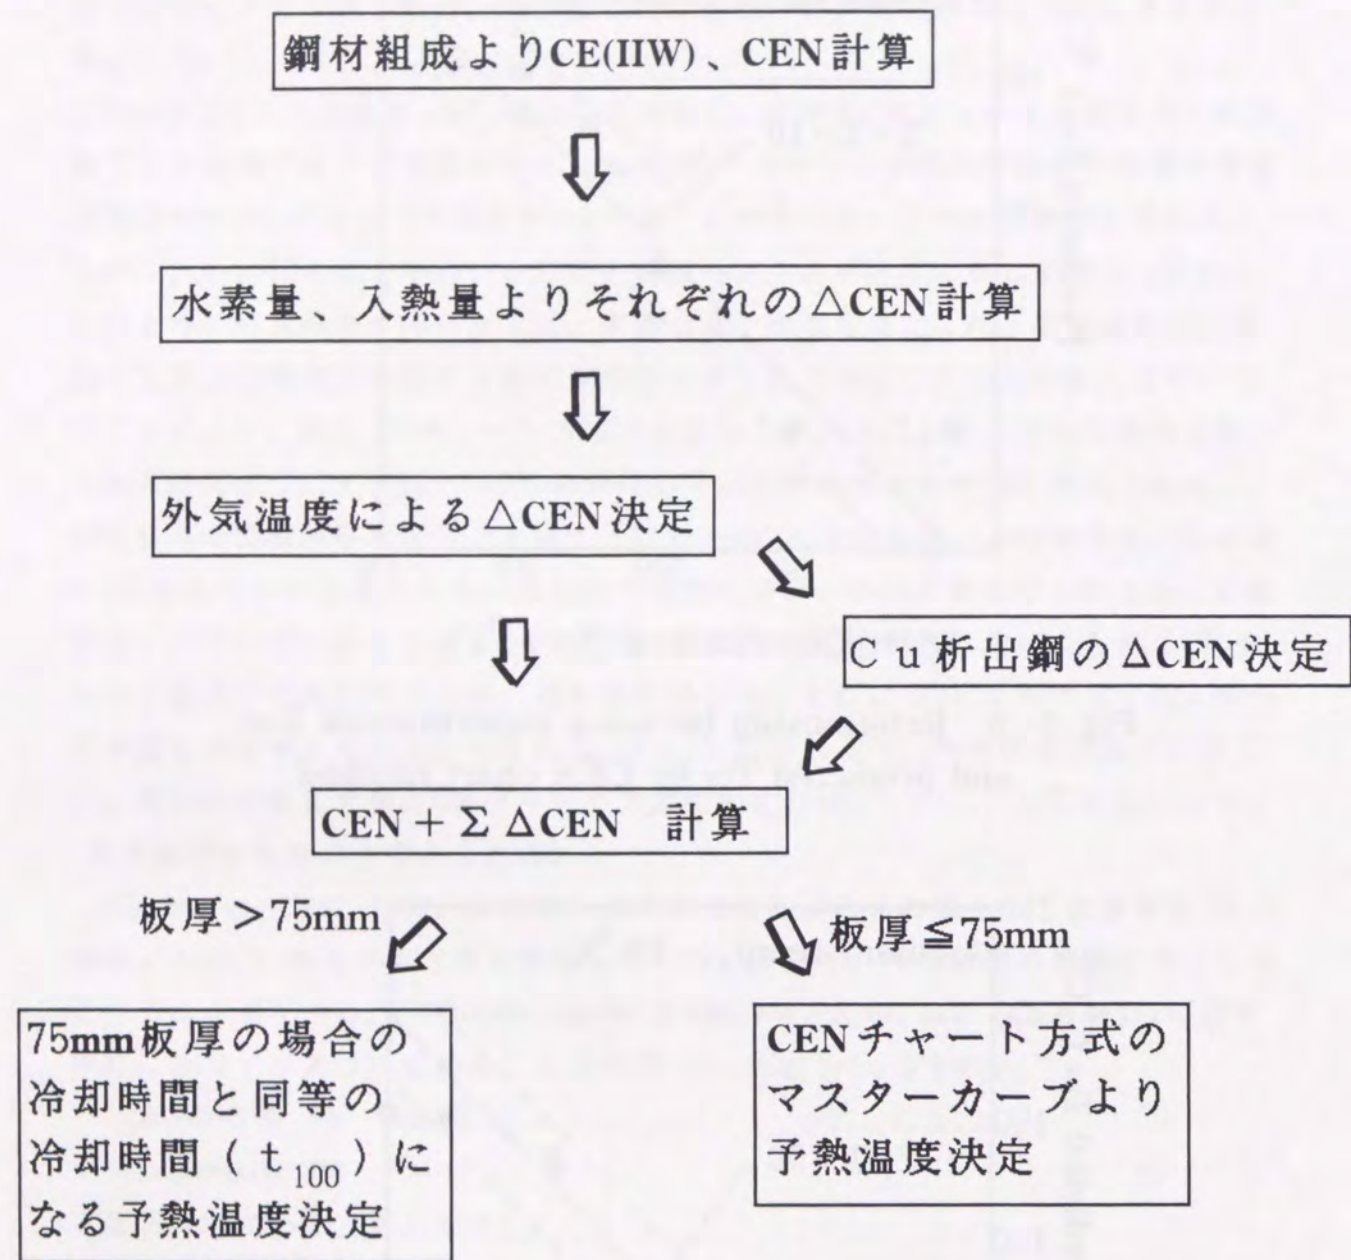 鋼材組成よりCE(IIW)、CEN計算
水素量　入熱量よりそれぞれの△CEN計算
外気温度による△CEN決定
Cu析出鋼のΔCEN決定
CEN＋Σ ΔCEN　計算
板厚＞75mm
板厚≦75mm
75mm板厚の場合の
冷却時間と同等の
冷却時間（t100）に
なる予熱温度決定
CENチャート方式の
マスターカーブより
予熱温度決定